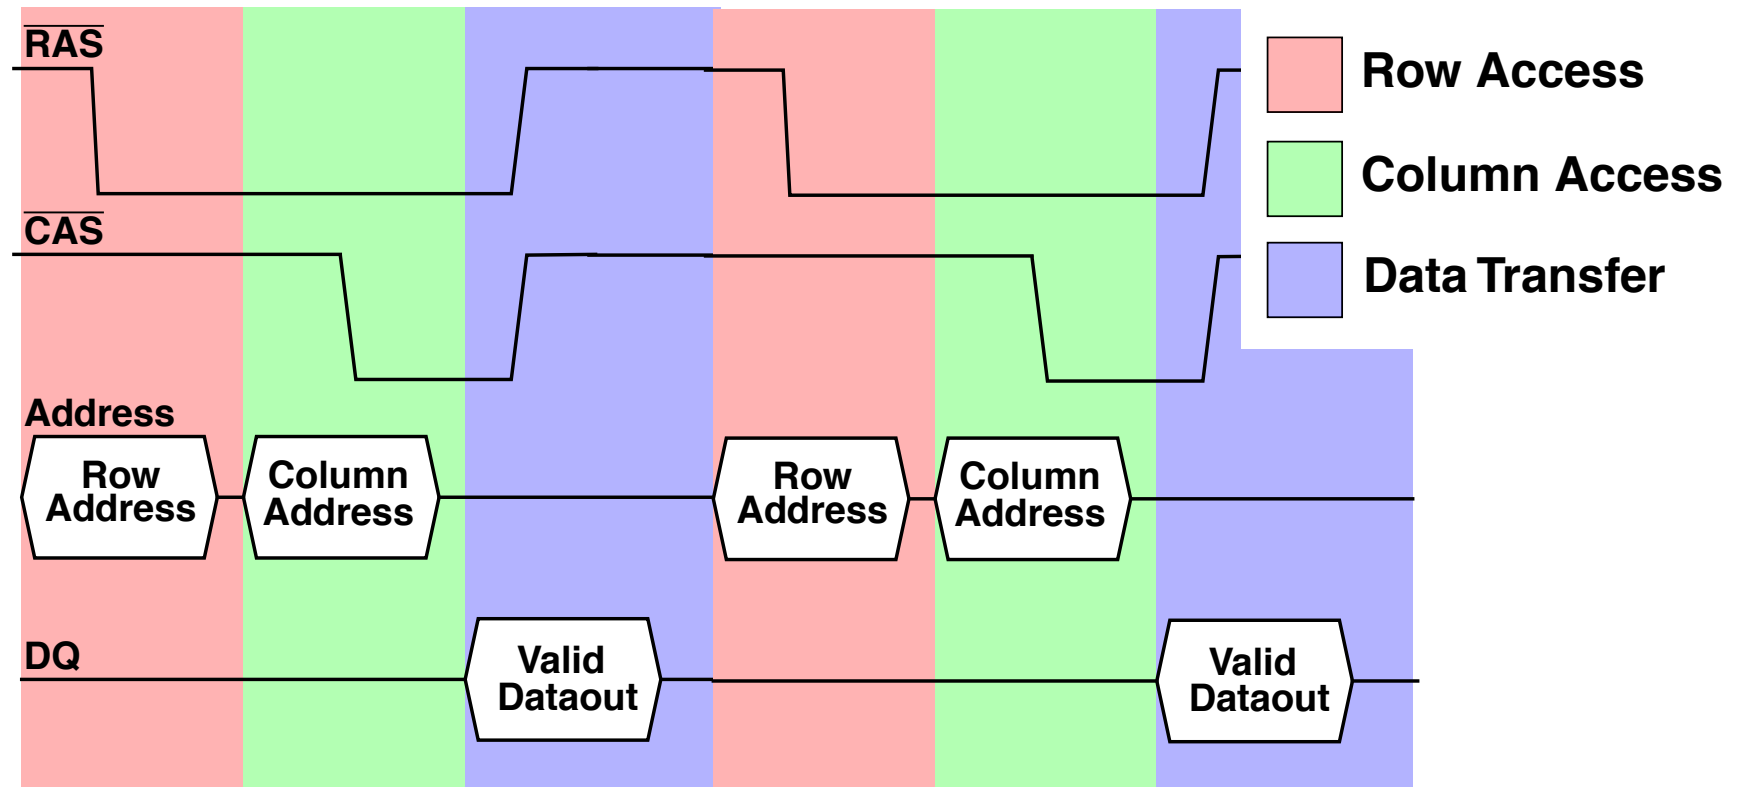 RAS
Row Access
Column Access
CAS
Data Transfer
Address
Row
Address
Column
Address
Row
Address
Column
Address
DQ
Valid
Dataout
Valid
Dataout